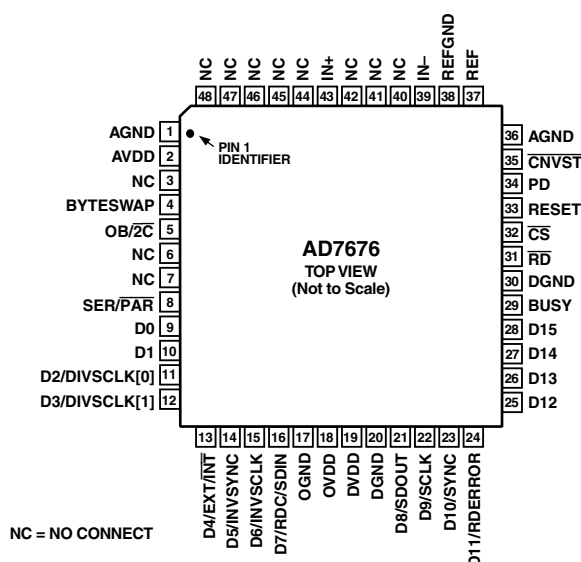 NC
NC
NC
NC
NC
IN+
NC
NC
NC
IN–
REFGND
REF
48
47
46
45
44
43
42
41
40
39
38
37
AGND 1
AVDD 2
NC 3
BYTESWAP 4
OB/2C 5
NC 6
NC 7
SER/PAR 8
D0 9
D1 10
D2/DIVSCLK[0] 11
D3/DIVSCLK[1] 12
PIN 1
IDENTIFIER
AD7676
TOP VIEW
(Not to Scale)
36 AGND
35 CNVST
34 PD
33 RESET
32 CS
31 RD
30 DGND
29 BUSY
28 D15
27 D14
26 D13
25 D12
13
14
15
16
17
18
19
20
21
22
23
24
D4/EXT/INT
D5/INVSYNC
D6/INVSCLK
D7/RDC/SDIN
OGND
OVDD
DVDD
DGND
D8/SDOUT
D9/SCLK
D10/SYNC
D11/RDERROR
NC = NO CONNECT